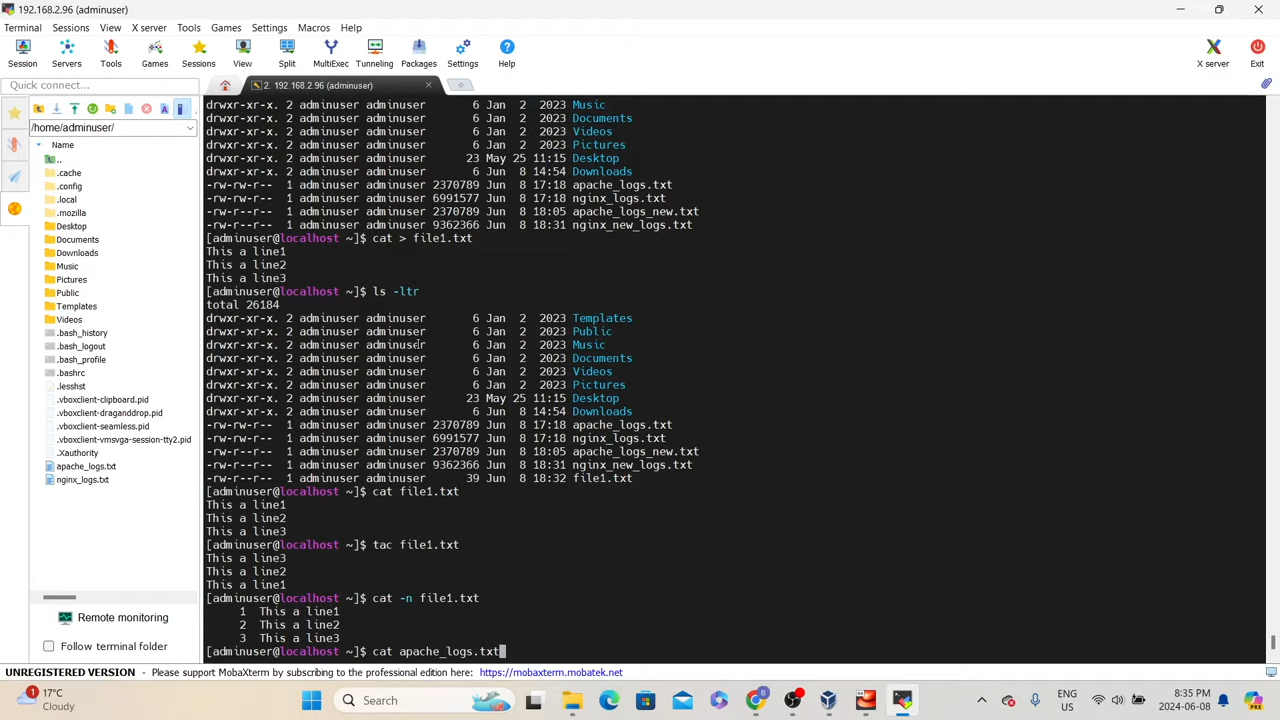 192.168.2.96 (adminuser)
Terminal Sessions View X server Tools Games Settings Macros Help
Session Servers Tools Games Sessions View Split MultiExec Tunneling Packages Settings Help X server Exit
Quick connect...
2. 192.168.2.96 (adminuser)
/home/adminuser/
Name
..
.cache
.config
.local
.mozilla
Desktop
Documents
Downloads
Music
Pictures
Public
Templates
Videos
.bash_history
.bash_logout
.bash_profile
.bashrc
.lesshst
.vboxclient-clipboard.pid
.vboxclient-draganddrop.pid
.vboxclient-seamless.pid
.vboxclient-vmsvga-session-tty2.pid
.Xauthority
apache_logs.txt
nginx_logs.txt
Remote monitoring
Follow terminal folder
drwxr-xr-x. 2 adminuser adminuser 6 Jan 2 2023 Music
drwxr-xr-x. 2 adminuser adminuser 6 Jan 2 2023 Documents
drwxr-xr-x. 2 adminuser adminuser 6 Jan 2 2023 Videos
drwxr-xr-x. 2 adminuser adminuser 6 Jan 2 2023 Pictures
drwxr-xr-x. 2 adminuser adminuser 23 May 25 11:15 Desktop
drwxr-xr-x. 2 adminuser adminuser 6 Jun 8 14:54 Downloads
-rw-rw-r-- 1 adminuser adminuser 2370789 Jun 8 17:18 apache_logs.txt
-rw-rw-r-- 1 adminuser adminuser 6991577 Jun 8 17:18 nginx_logs.txt
-rw-r--r-- 1 adminuser adminuser 2370789 Jun 8 18:05 apache_logs_new.txt
-rw-r--r-- 1 adminuser adminuser 9362366 Jun 8 18:31 nginx_new_logs.txt
[adminuser@localhost ~]$ cat > file1.txt
This a line1
This a line2
This a line3
[adminuser@localhost ~]$ ls -ltr
total 26184
drwxr-xr-x. 2 adminuser adminuser 6 Jan 2 2023 Templates
drwxr-xr-x. 2 adminuser adminuser 6 Jan 2 2023 Public
drwxr-xr-x. 2 adminuser adminuser 6 Jan 2 2023 Music
drwxr-xr-x. 2 adminuser adminuser 6 Jan 2 2023 Documents
drwxr-xr-x. 2 adminuser adminuser 6 Jan 2 2023 Videos
drwxr-xr-x. 2 adminuser adminuser 6 Jan 2 2023 Pictures
drwxr-xr-x. 2 adminuser adminuser 23 May 25 11:15 Desktop
drwxr-xr-x. 2 adminuser adminuser 6 Jun 8 14:54 Downloads
-rw-rw-r-- 1 adminuser adminuser 2370789 Jun 8 17:18 apache_logs.txt
-rw-rw-r-- 1 adminuser adminuser 6991577 Jun 8 17:18 nginx_logs.txt
-rw-r--r-- 1 adminuser adminuser 2370789 Jun 8 18:05 apache_logs_new.txt
-rw-r--r-- 1 adminuser adminuser 9362366 Jun 8 18:31 nginx_new_logs.txt
-rw-r--r-- 1 adminuser adminuser 39 Jun 8 18:32 file1.txt
[adminuser@localhost ~]$ cat file1.txt
This a line1
This a line2
This a line3
[adminuser@localhost ~]$ tac file1.txt
This a line3
This a line2
This a line1
[adminuser@localhost ~]$ cat -n file1.txt
1 This a line1
2 This a line2
3 This a line3
[adminuser@localhost ~]$ cat apache_logs.txt
UNREGISTERED VERSION - Please support MobaXterm by subscribing to the professional edition here: https://mobaxterm.mobatek.net
1
17°C
Cloudy
Search
ENG
US
8:35 PM
2024-06-08